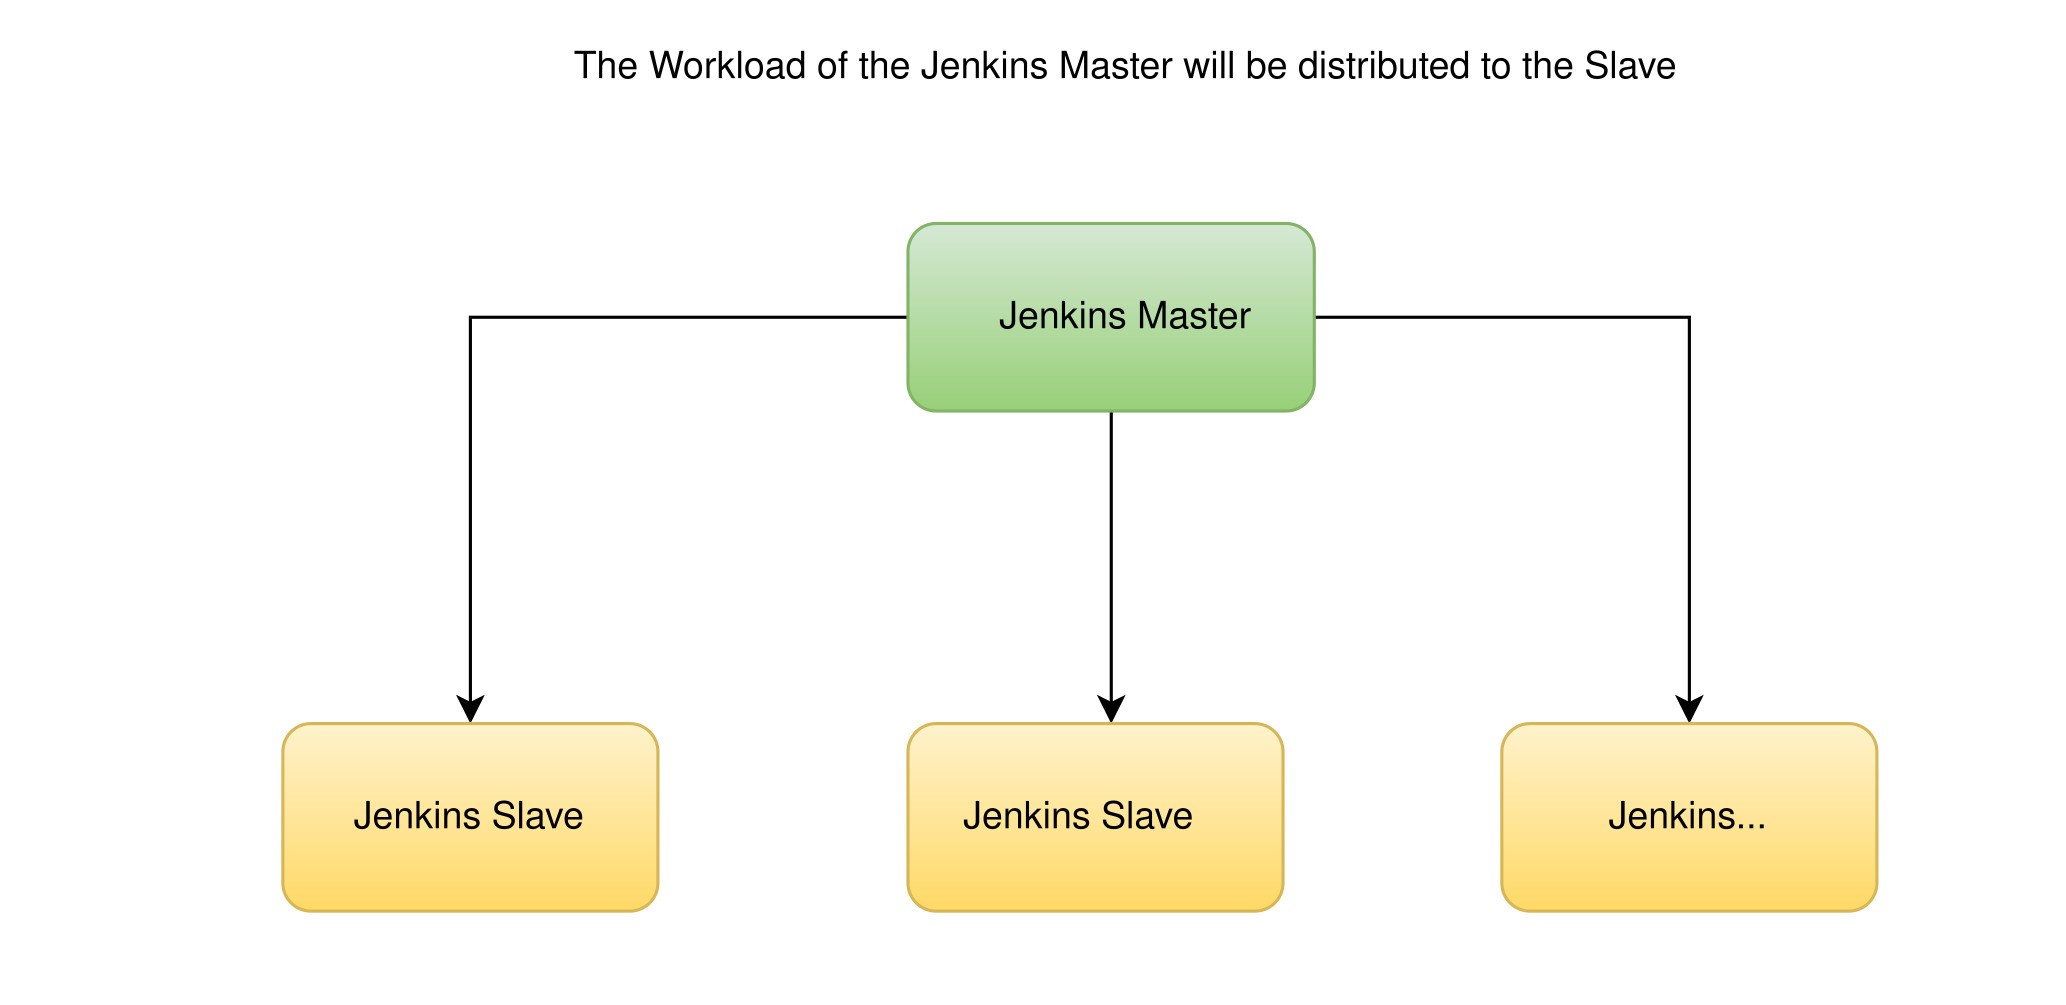 The Workload of the Jenkins Master will be distributed to the Slave
Jenkins Master
Jenkins Slave
Jenkins Slave
Jenkins...